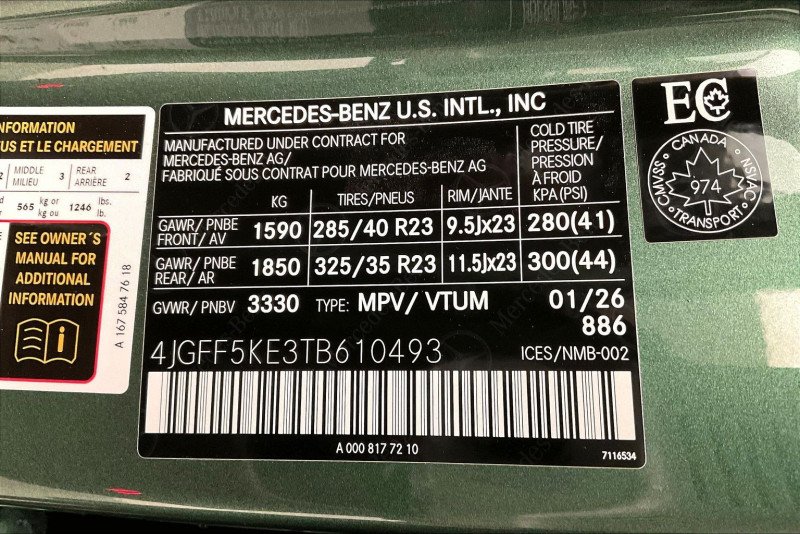 NFORMATION
US ET LE CHARGEMENT
2 MIDDLE MILIEU 3 REAR ARRIÈRE 2
565 kg or kg ou 1246 lbs. lb.
SEE OWNER´S
MANUAL FOR
ADDITIONAL
INFORMATION
A 167 584 76 18
MERCEDES-BENZ U.S. INTL., INC
MANUFACTURED UNDER CONTRACT FOR
MERCEDES-BENZ AG/
FABRIQUÉ SOUS CONTRAT POUR MERCEDES-BENZ AG
COLD TIRE
PRESSURE/
PRESSION
À FROID
KPA (PSI)
KG TIRES/PNEUS RIM/JANTE
GAWR/ PNBE FRONT/ AV 1590 285/40 R23 9.5Jx23 280(41)
GAWR/ PNBE REAR/ AR 1850 325/35 R23 11.5Jx23 300(44)
GVWR/ PNBV 3330 TYPE: MPV/ VTUM 01/26
886
4JGFF5KE3TB610493 ICES/NMB-002
A 000 817 72 10
7116534
EC
CANADA
CMVSS
974
NSVAC
TRANSPORT